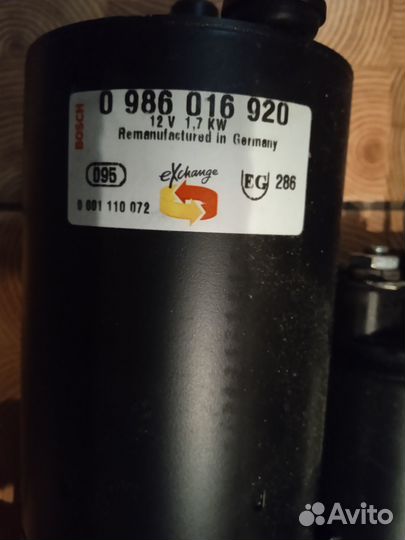 BOSCH
0 986 016 920
12 V 1,7 KW
Remanufactured in Germany
095
eXchange
EG 286
0 001 110 072
Avito